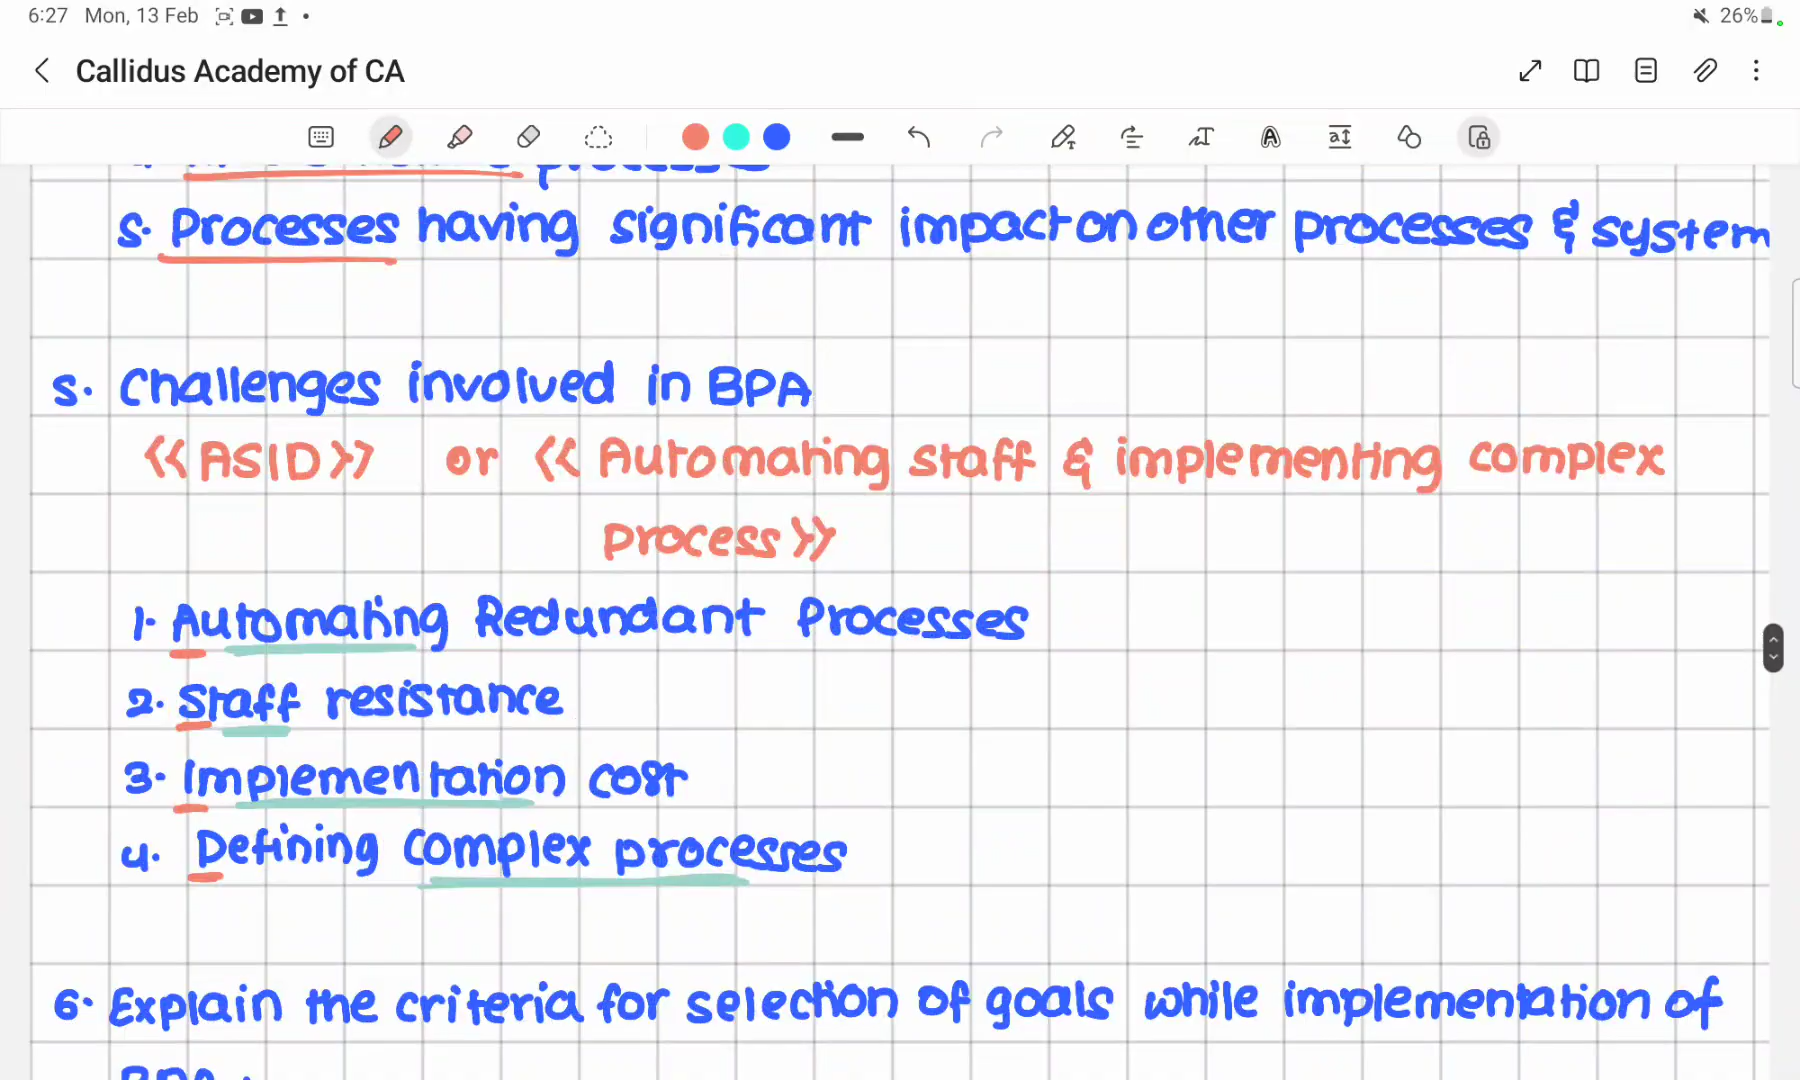 6:27 Mon, 13 Feb
26%
Callidus Academy of CA
processes
5. Processes having significant impact on other processes & system
5. Challenges involved in BPA
<<ASID>> or << Automating staff & implementing complex
process>>
1. Automating Redundant Processes
2. Staff resistance
3. Implementation cost
4. Defining complex processes
6. Explain the criteria for selection of goals while implementation of
BPA: